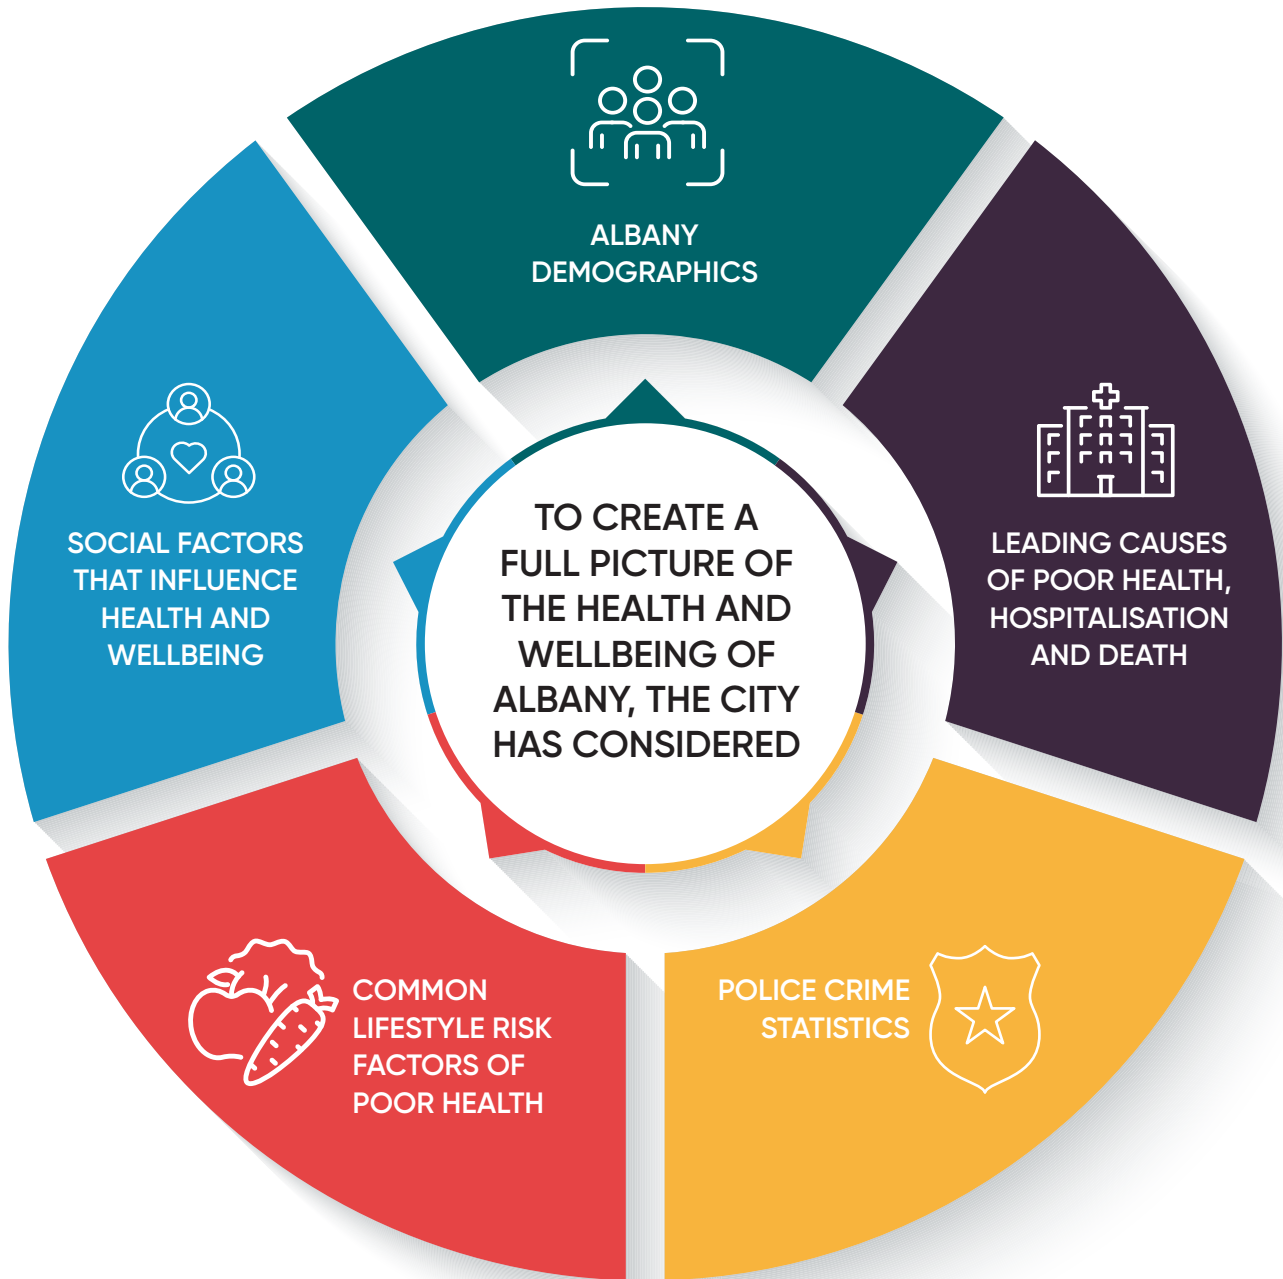 ALBANY
DEMOGRAPHICS
LEADING CAUSES
OF POOR HEALTH,
HOSPITALISATION
AND DEATH
POLICE CRIME
STATISTICS
COMMON
LIFESTYLE RISK
FACTORS OF
POOR HEALTH
SOCIAL FACTORS
THAT INFLUENCE
HEALTH AND
WELLBEING
TO CREATE A
FULL PICTURE OF
THE HEALTH AND
WELLBEING OF
ALBANY, THE CITY
HAS CONSIDERED